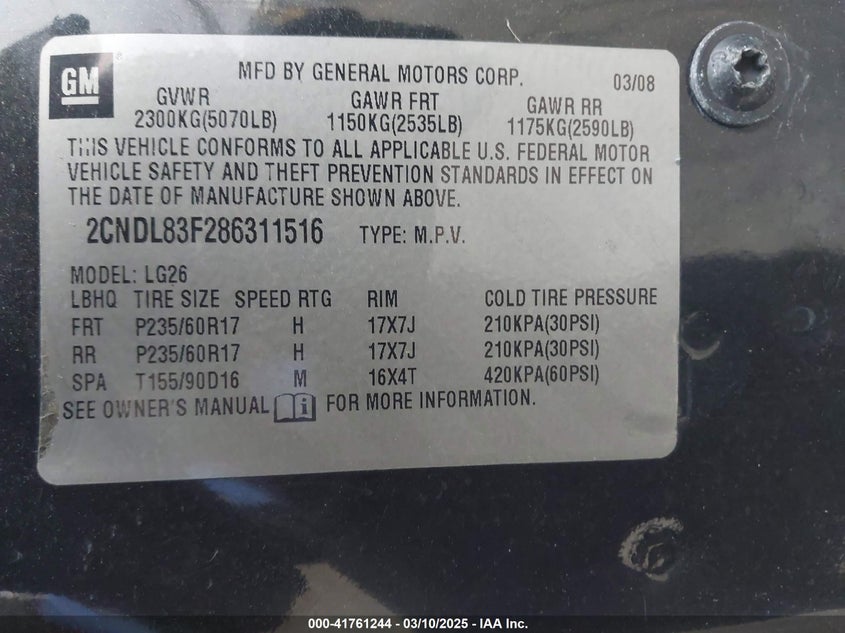 GM
MFD BY GENERAL MOTORS CORP. 03/08
GVWR GAWR FRT GAWR RR
2300KG(5070LB) 1150KG(2535LB) 1175KG(2590LB)
THIS VEHICLE CONFORMS TO ALL APPLICABLE U.S. FEDERAL MOTOR
VEHICLE SAFETY AND THEFT PREVENTION STANDARDS IN EFFECT ON
THE DATE OF MANUFACTURE SHOWN ABOVE.
2CNDL83F286311516 TYPE: M.P.V.
MODEL: LG26
LBHQ TIRE SIZE SPEED RTG RIM COLD TIRE PRESSURE
FRT P235/60R17 H 17X7J 210KPA(30PSI)
RR P235/60R17 H 17X7J 210KPA(30PSI)
SPA T155/90D16 M 16X4T 420KPA(60PSI)
SEE OWNER'S MANUAL i FOR MORE INFORMATION.
000-41761244 - 03/10/2025 - IAA Inc.